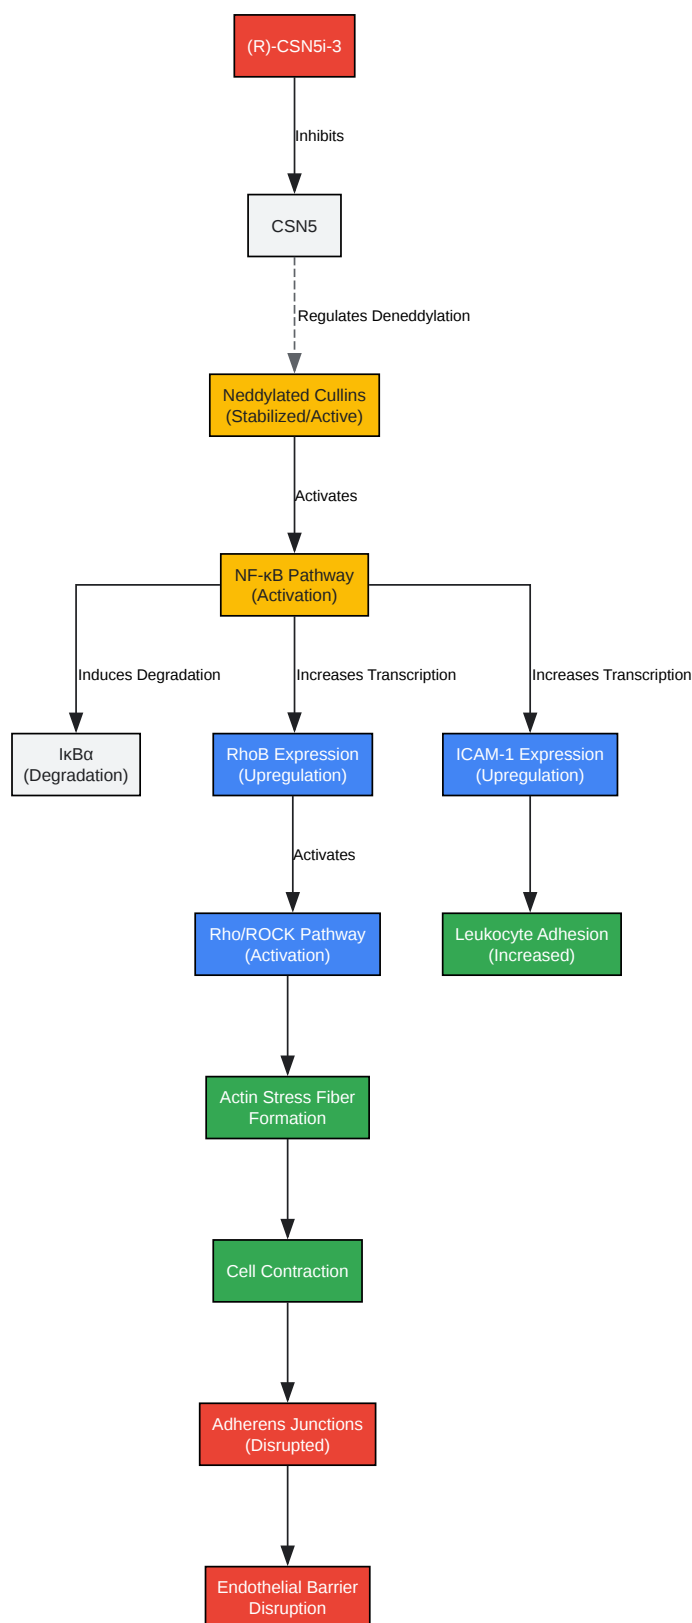 (R)-CSN5i-3
Inhibits
CSN5
Regulates Deneddylation
Neddylated Cullins
(Stabilized/Active)
Activates
NF-κB Pathway
(Activation)
Induces Degradation
Increases Transcription
Increases Transcription
IκBα
(Degradation)
RhoB Expression
(Upregulation)
ICAM-1 Expression
(Upregulation)
Activates
Rho/ROCK Pathway
(Activation)
Leukocyte Adhesion
(Increased)
Actin Stress Fiber
Formation
Cell Contraction
Adherens Junctions
(Disrupted)
Endothelial Barrier
Disruption